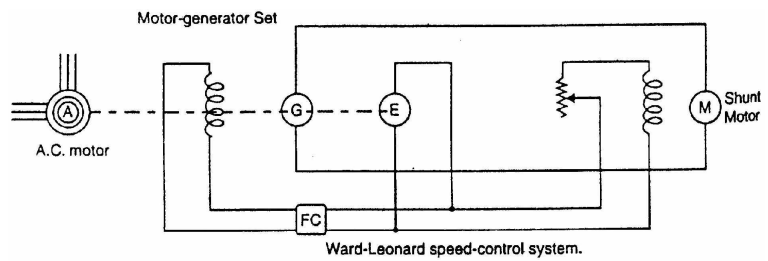 Motor-generator Set
A
A.C. motor
G
E
M
Shunt
Motor
FC
Ward-Leonard speed-control system.